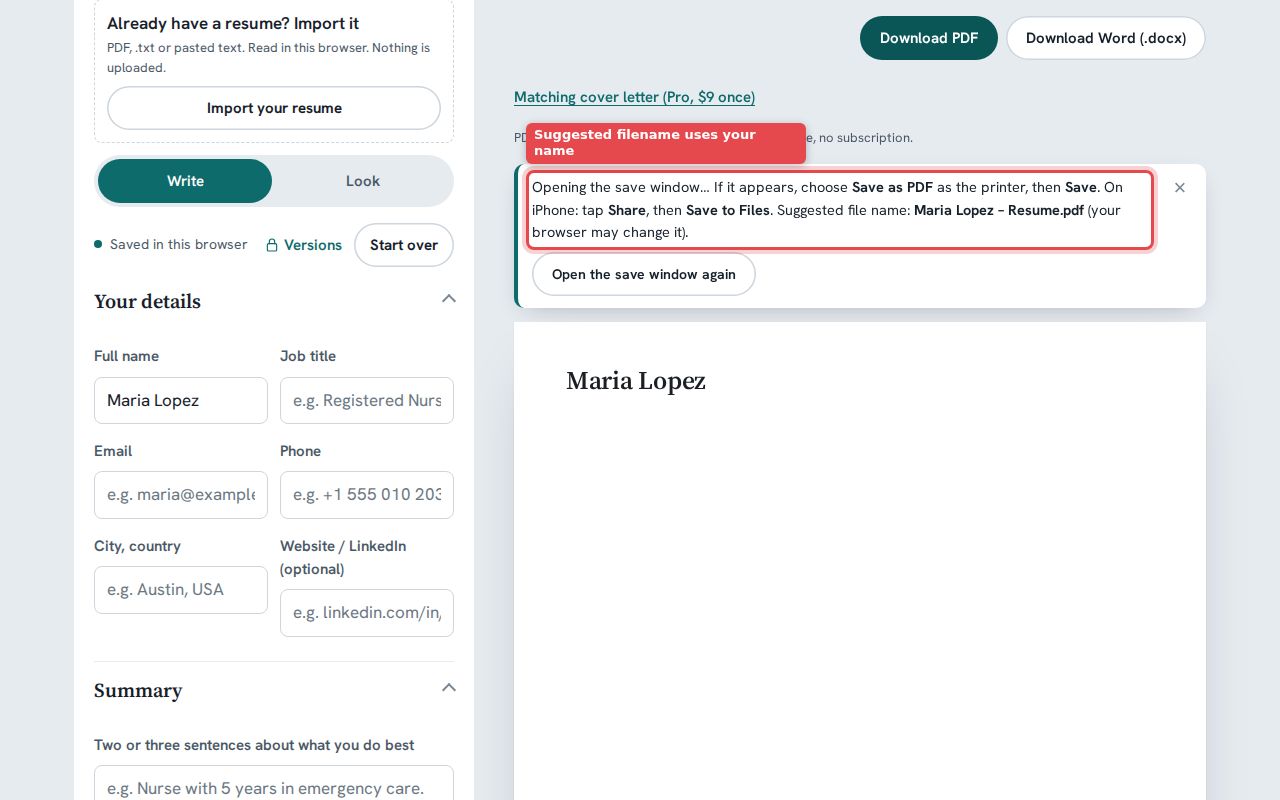 Already have a resume? Import it
PDF, .txt or pasted text. Read in this browser. Nothing is
uploaded.
Import your resume
Write
Look
Saved in this browser
Versions
Start over
Your details
Full name
Job title
Maria Lopez
e.g. Registered Nurs
Email
Phone
e.g. maria@example
e.g. +1 555 010 203
City, country
Website / LinkedIn
(optional)
e.g. Austin, USA
e.g. linkedin.com/in/
Summary
Two or three sentences about what you do best
e.g. Nurse with 5 years in emergency care.
Download PDF
Download Word (.docx)
Matching cover letter (Pro, $9 once)
Suggested filename uses your
name
, no subscription.
Opening the save window… If it appears, choose Save as PDF as the printer, then Save. On
iPhone: tap Share, then Save to Files. Suggested file name: Maria Lopez – Resume.pdf (your
browser may change it).
×
Open the save window again
Maria Lopez